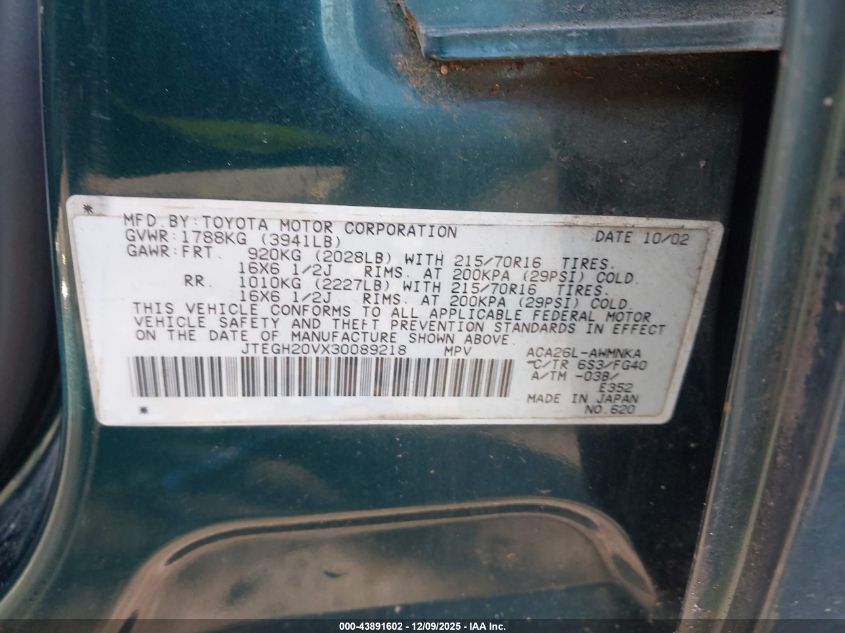 *
MFD.BY:TOYOTA MOTOR CORPORATION DATE 10/02
GVWR:1788KG (3941LB)
GAWR:FRT. 920KG (2028LB) WITH 215/70R16 TIRES.
16X6 1/2J RIMS. AT 200KPA (29PSI) COLD.
RR. 1010KG (2227LB) WITH 215/70R16 TIRES.
16X6 1/2J RIMS. AT 200KPA (29PSI) COLD.
THIS VEHICLE CONFORMS TO ALL APPLICABLE FEDERAL MOTOR
VEHICLE SAFETY AND THEFT PREVENTION STANDARDS IN EFFECT
ON THE DATE OF MANUFACTURE SHOWN ABOVE.
JTEGH20VX30089218 MPV ACA26L-AWMNKA
C/TR 6S3/FG40
A/TM -03B/
E352
MADE IN JAPAN
* NO.620
000-43891602 - 12/09/2025 - IAA Inc.